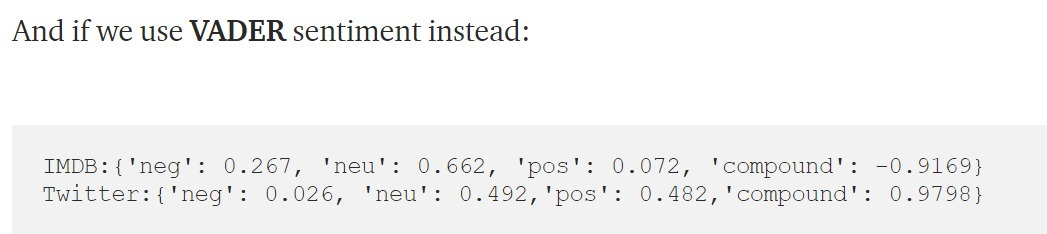 And if we use VADER sentiment instead:
IMDB:{'neg': 0.267, 'neu': 0.662, 'pos': 0.072, 'compound': -0.9169}
Twitter:{'neg': 0.026, 'neu': 0.492,'pos': 0.482,'compound': 0.9798}